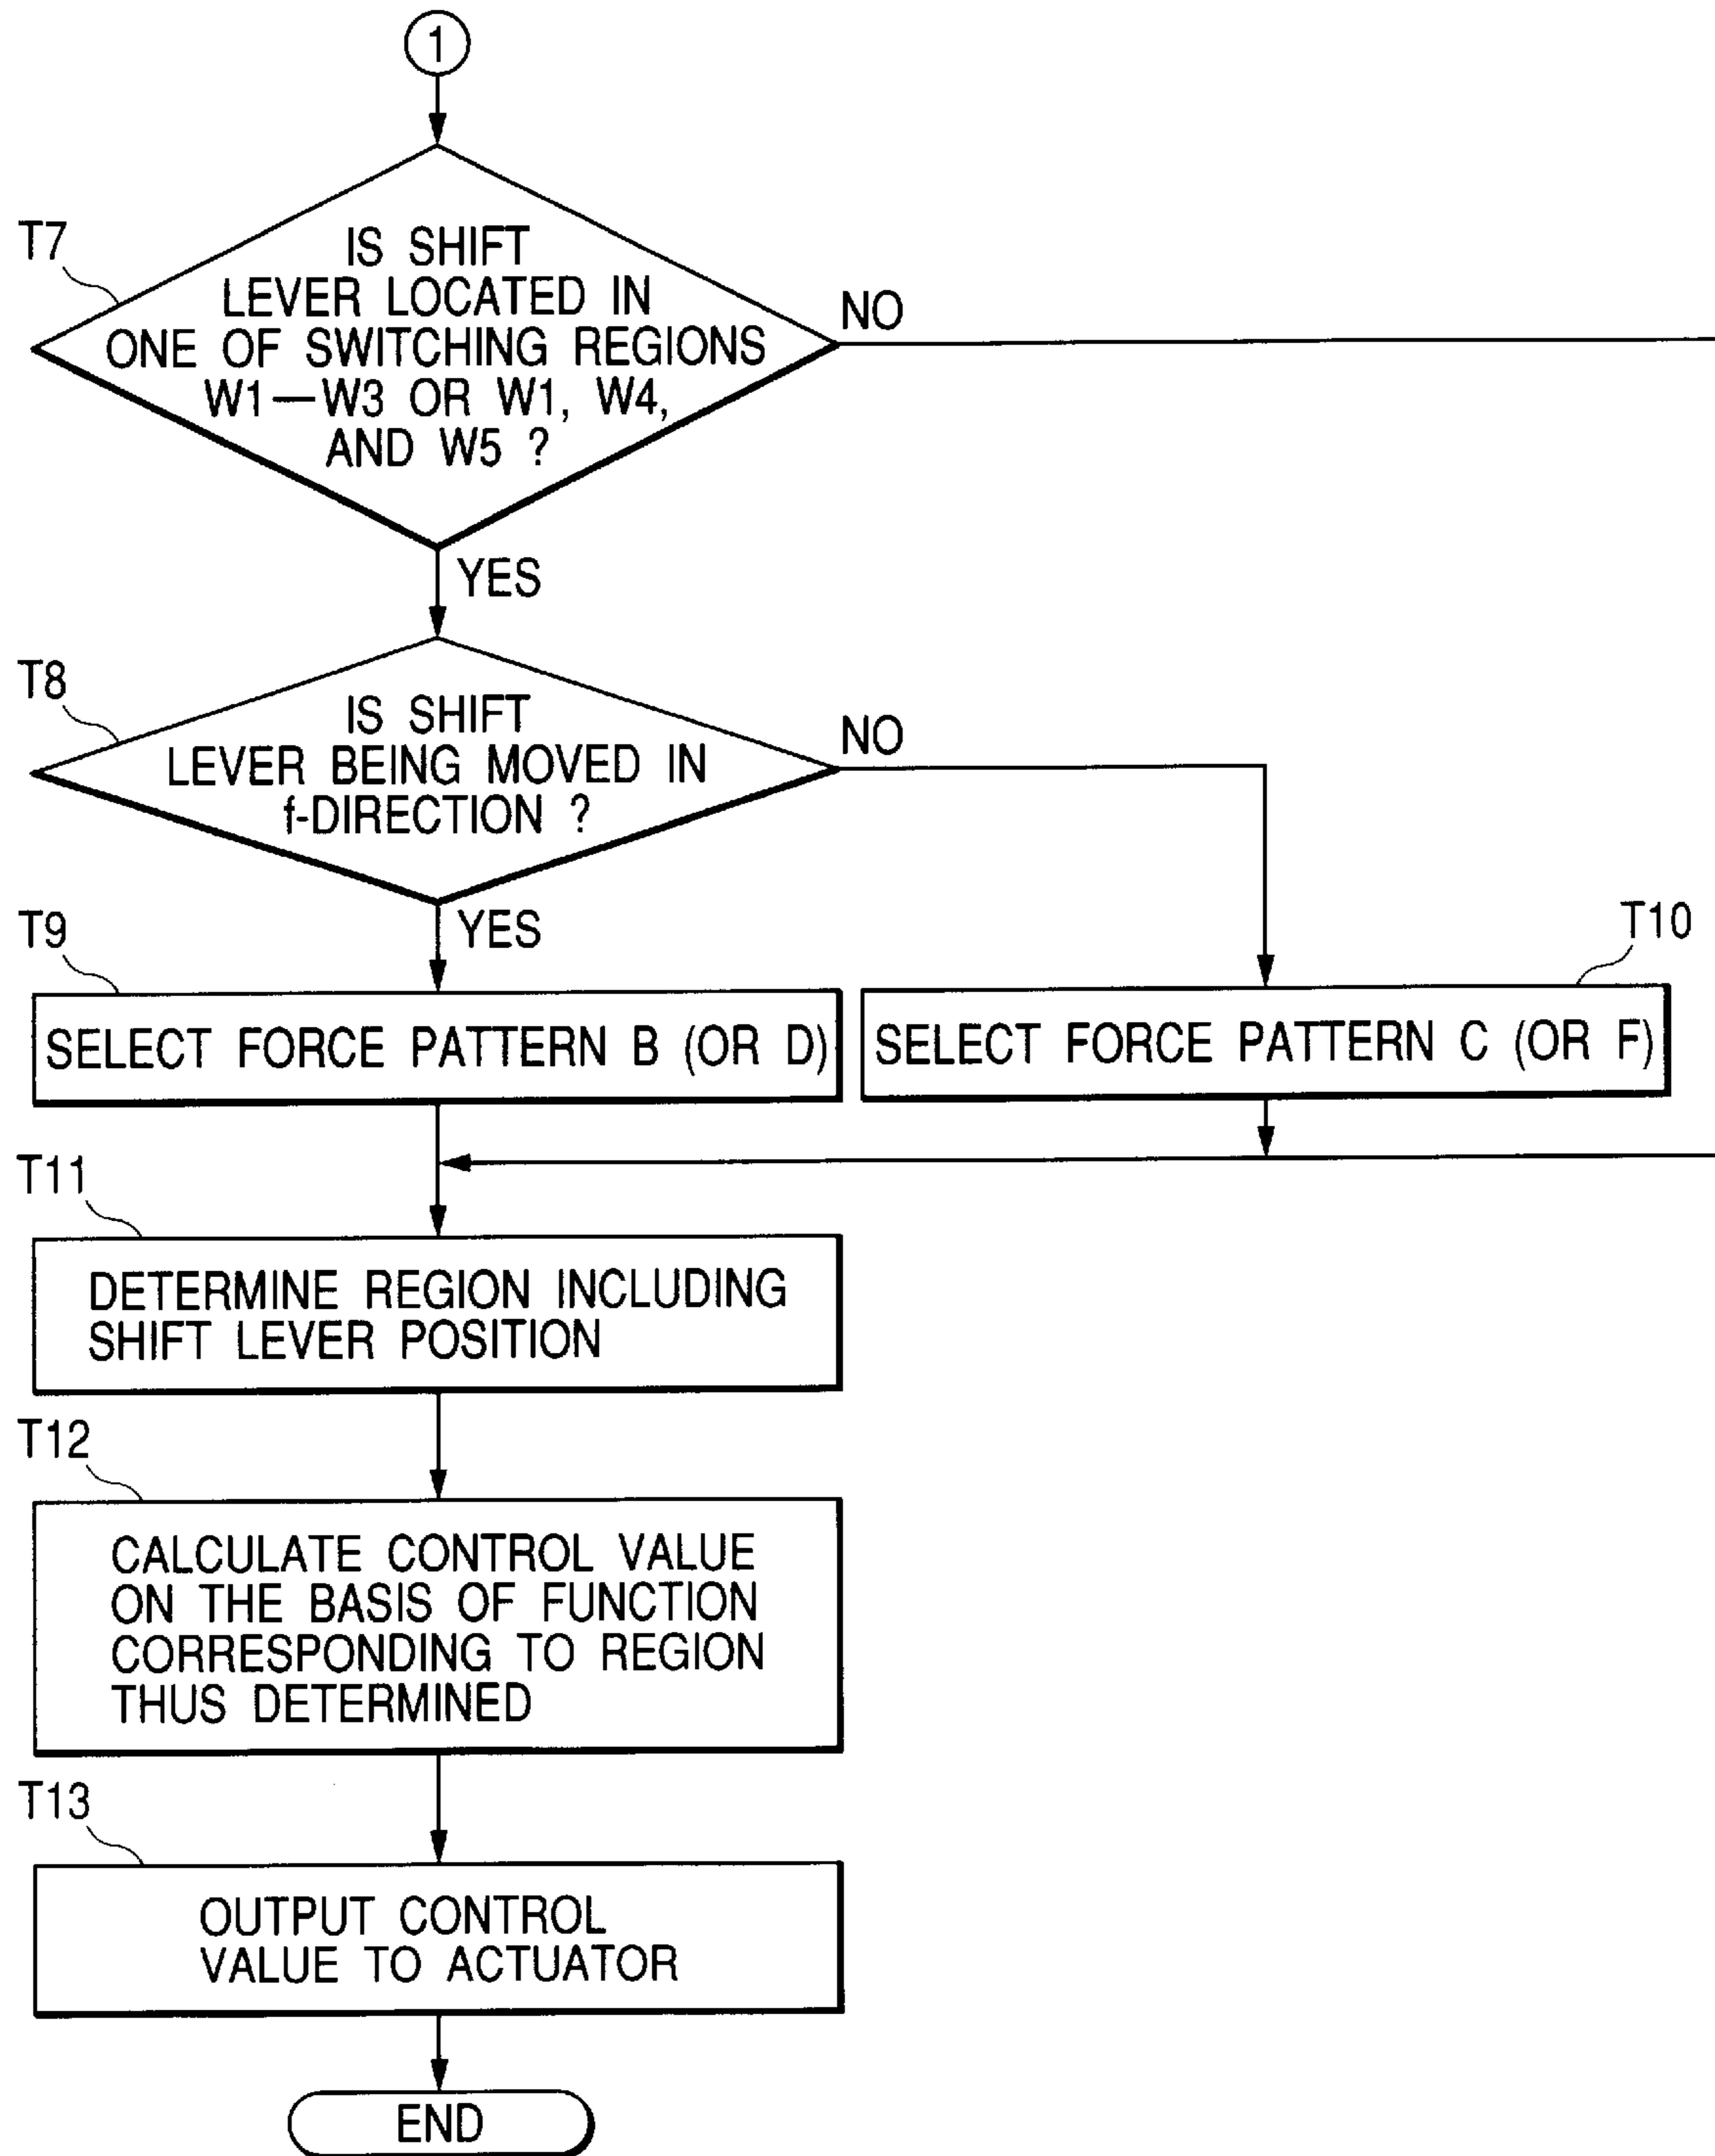 1
T7
IS SHIFT
LEVER LOCATED IN
ONE OF SWITCHING REGIONS
W1—W3 OR W1, W4,
AND W5 ?
NO
YES
T8
IS SHIFT
LEVER BEING MOVED IN
f-DIRECTION ?
NO
YES
T9
SELECT FORCE PATTERN B (OR D)
T10
SELECT FORCE PATTERN C (OR F)
T11
DETERMINE REGION INCLUDING
SHIFT LEVER POSITION
T12
CALCULATE CONTROL VALUE
ON THE BASIS OF FUNCTION
CORRESPONDING TO REGION
THUS DETERMINED
T13
OUTPUT CONTROL
VALUE TO ACTUATOR
END